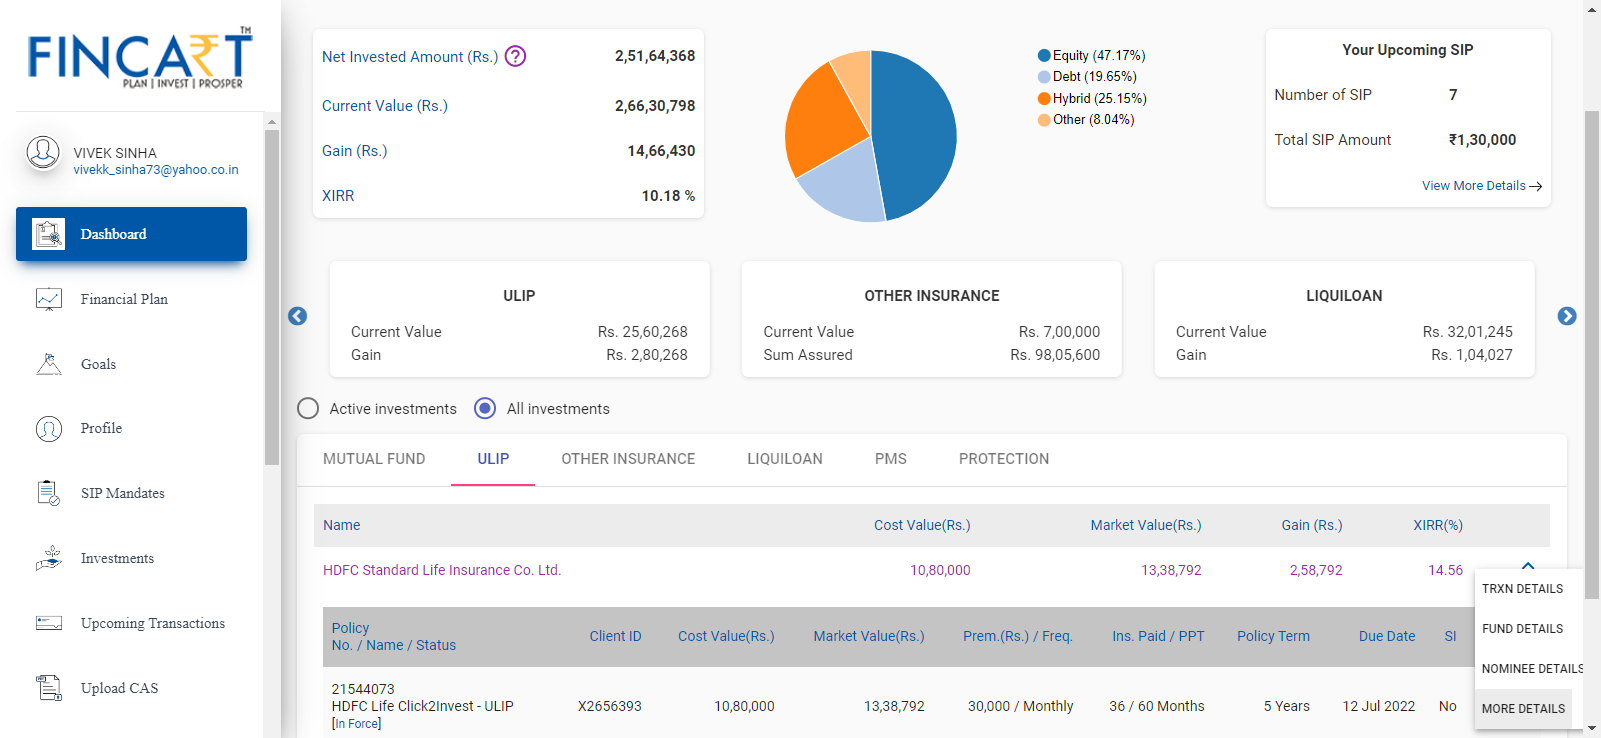 FINCART
TM
PLAN | INVEST | PROSPER
VIVEK SINHA
vivekk_sinha73@yahoo.co.in
Dashboard
Financial Plan
Goals
Profile
SIP Mandates
Investments
Upcoming Transactions
Upload CAS
Net Invested Amount (Rs.) ? 2,51,64,368
Current Value (Rs.) 2,66,30,798
Gain (Rs.) 14,66,430
XIRR 10.18 %
Equity (47.17%)
Debt (19.65%)
Hybrid (25.15%)
Other (8.04%)
Your Upcoming SIP
Number of SIP 7
Total SIP Amount ₹1,30,000
View More Details →
ULIP
Current Value Rs. 25,60,268
Gain Rs. 2,80,268
OTHER INSURANCE
Current Value Rs. 7,00,000
Sum Assured Rs. 98,05,600
LIQUILOAN
Current Value Rs. 32,01,245
Gain Rs. 1,04,027
Active investments All investments
MUTUAL FUND ULIP OTHER INSURANCE LIQUILOAN PMS PROTECTION
Name Cost Value(Rs.) Market Value(Rs.) Gain (Rs.) XIRR(%)
HDFC Standard Life Insurance Co. Ltd. 10,80,000 13,38,792 2,58,792 14.56
Policy
No. / Name / Status Client ID Cost Value(Rs.) Market Value(Rs.) Prem.(Rs.) / Freq. Ins. Paid / PPT Policy Term Due Date SI
21544073
HDFC Life Click2Invest - ULIP X2656393 10,80,000 13,38,792 30,000 / Monthly 36 / 60 Months 5 Years 12 Jul 2022 No
[In Force]
TRXN DETAILS
FUND DETAILS
NOMINEE DETAILS
MORE DETAILS